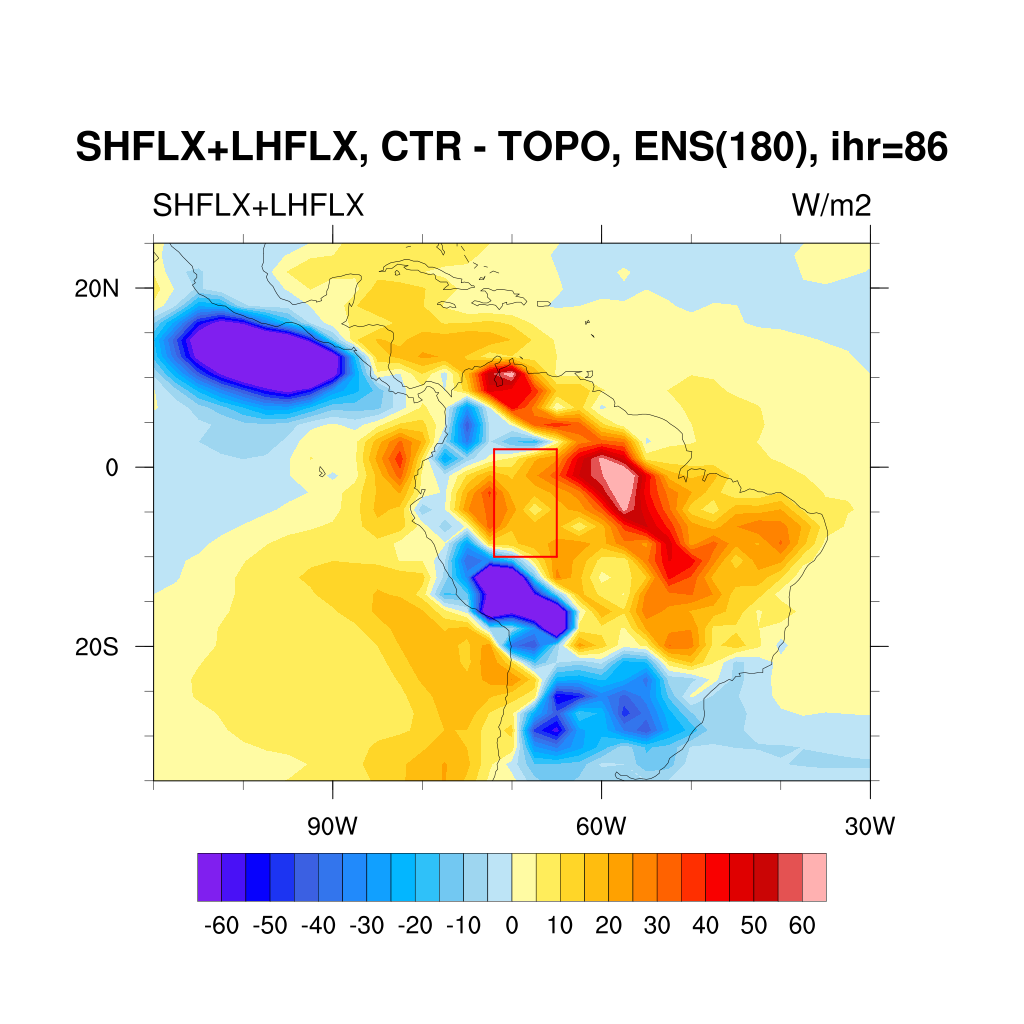 SHFLX+LHFLX, CTR - TOPO, ENS(180), ihr=86
SHFLX+LHFLX W/m2
20N
0
20S
90W 60W 30W
-60 -50 -40 -30 -20 -10 0 10 20 30 40 50 60